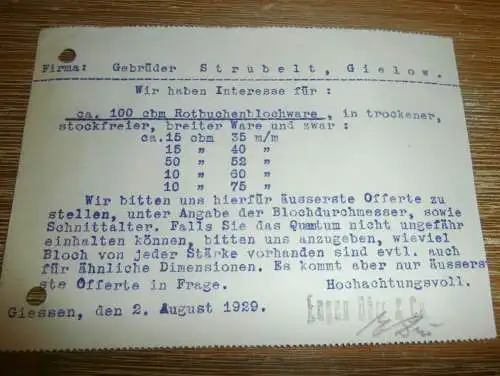 Firma: Gebrüder Strubelt, Gielow.
Wir haben Interesse für:
ca. 100 cbm Rotbuchenblochware, in trockener,
stockfreier, breiter Ware und zwar:
ca.15 cbm 35 m/m
15 " 40 "
50 " 52 "
10 " 60 "
10 " 75 "
Wir bitten uns hierfür äusserste Offerte zu
stellen, unter Angabe der Blochdurchmesser, sowie
Schnittalter. Falls Sie das Quantum nicht ungefähr
einhalten können, bitten uns anzugeben, wieviel
Bloch von jeder Stärke vorhanden sind evtl. auch
für ähnliche Dimensionen. Es kommt aber nur äussers
ste Offerte in Frage. Hochachtungsvoll.
Giessen, den 2. August 1929. Eugen & Co